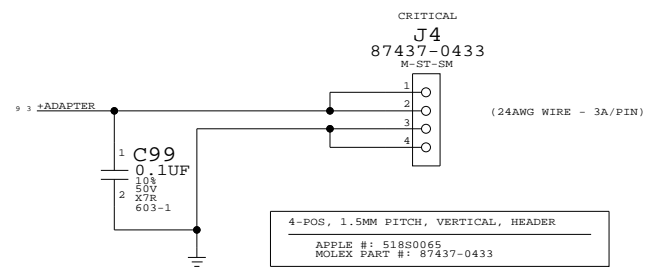 CRITICAL
J4
87437-0433
M-ST-SM
1
2
3
4
9 3 +ADAPTER
(24AWG WIRE - 3A/PIN)
1
C99
0.1UF
10%
50V
X7R
603-1
2
4-POS, 1.5MM PITCH, VERTICAL, HEADER
APPLE #: 518S0065
MOLEX PART #: 87437-0433